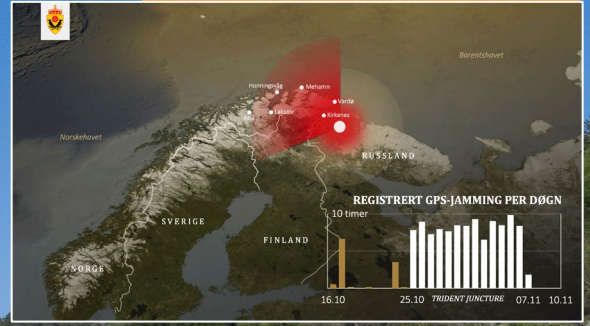 Barentshavet
Honningsvåg
Mehamn
Vardø
Lakselv
Kirkenes
Norskehavet
RUSSLAND
REGISTRERT GPS-JAMMING PER DØGN
10 timer
SVERIGE
FINLAND
NORGE
16.10 25.10 TRIDENT JUNCTURE 07.11 10.11